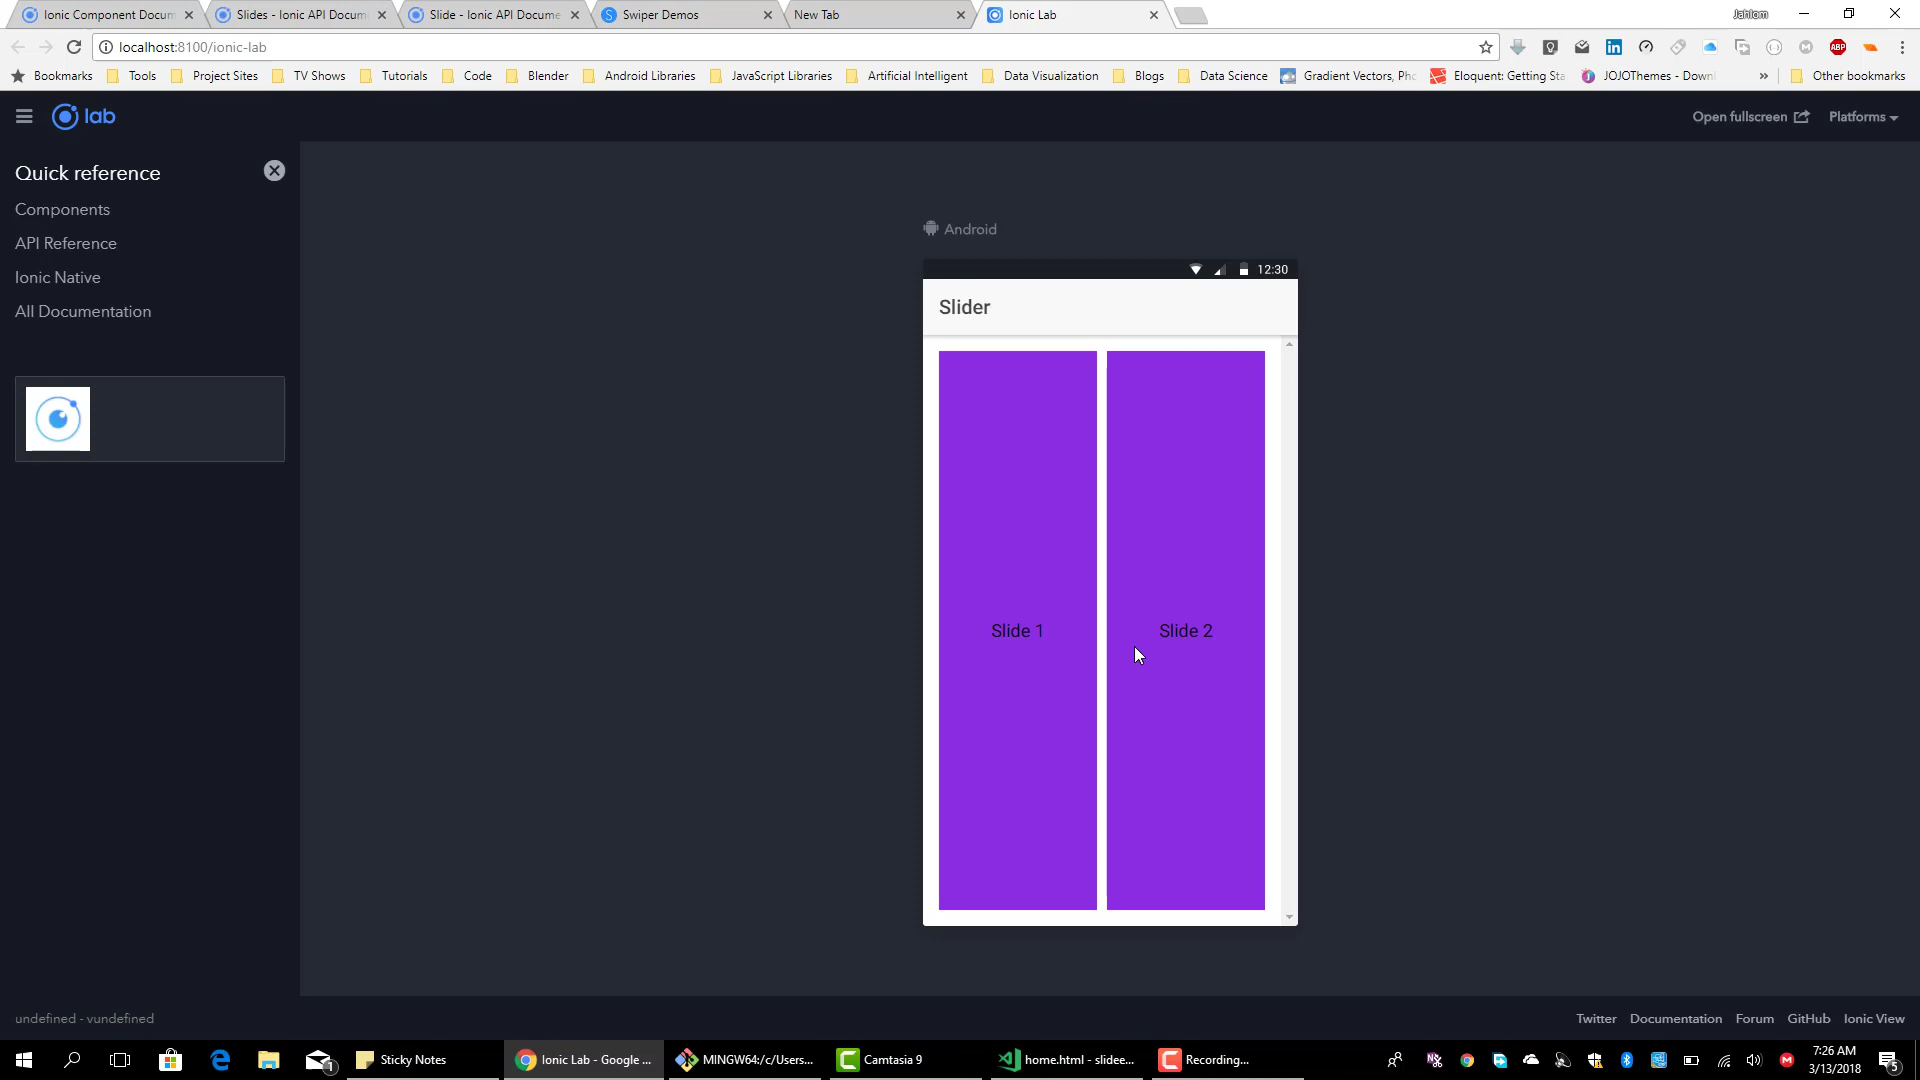 Ionic Component Docum
Slides - Ionic API Docume
Slide - Ionic API Docume
Swiper Demos
New Tab
Ionic Lab
Jahiom
localhost:8100/ionic-lab
Bookmarks
Tools
Project Sites
TV Shows
Tutorials
Code
Blender
Android Libraries
JavaScript Libraries
Artificial Intelligent
Data Visualization
Blogs
Data Science
Gradient Vectors, Pho
Eloquent: Getting Sta
JOJOThemes - Downl
Other bookmarks
lab
Open fullscreen
Platforms
Quick reference
Components
API Reference
Ionic Native
All Documentation
Android
12:30
Slider
Slide 1
Slide 2
undefined - vundefined
Twitter
Documentation
Forum
GitHub
Ionic View
Sticky Notes
Ionic Lab - Google ...
MINGW64:/c/Users...
Camtasia 9
home.html - slidee...
Recording...
7:26 AM
3/13/2018